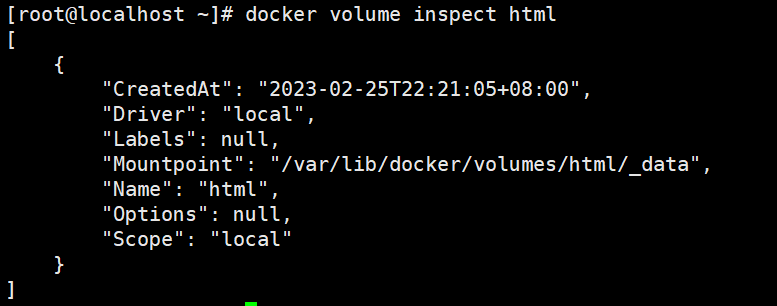 [root@localhost ~]# docker volume inspect html
[
    {
        "CreatedAt": "2023-02-25T22:21:05+08:00",
        "Driver": "local",
        "Labels": null,
        "Mountpoint": "/var/lib/docker/volumes/html/_data",
        "Name": "html",
        "Options": null,
        "Scope": "local"
    }
]